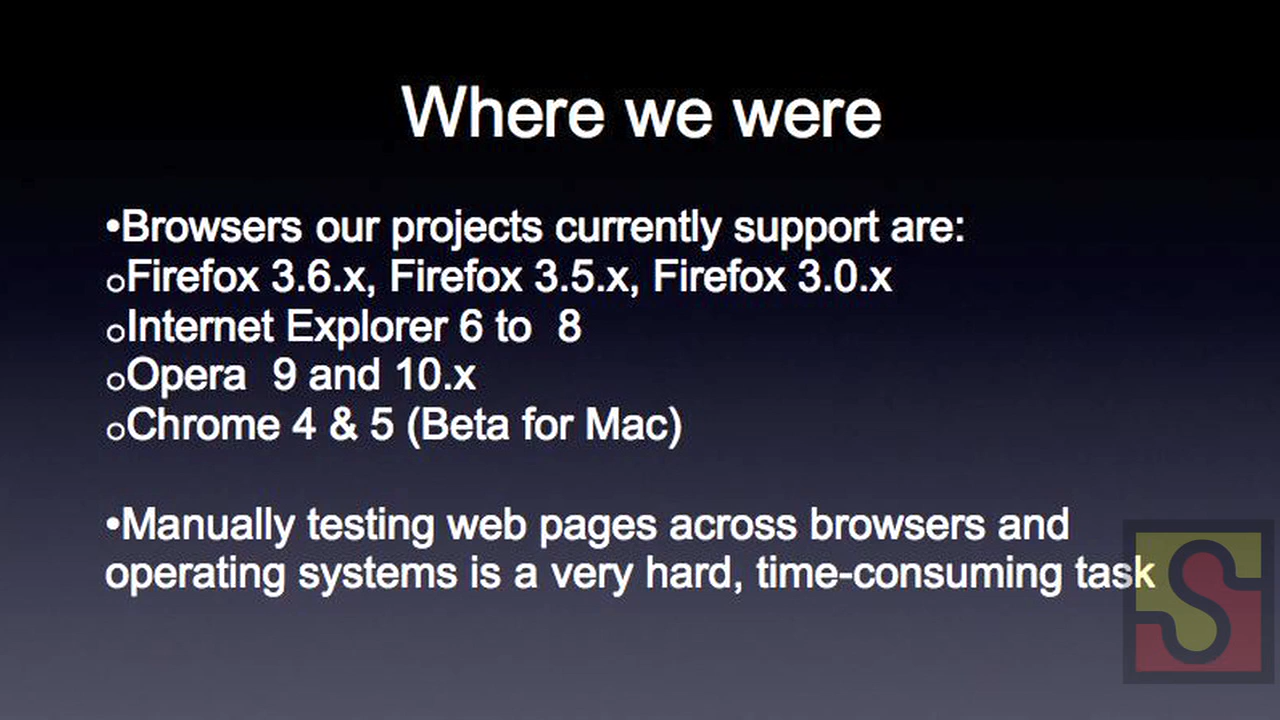 Where we were
•Browsers our projects currently support are:
oFirefox 3.6.x, Firefox 3.5.x, Firefox 3.0.x
oInternet Explorer 6 to  8
oOpera  9 and 10.x
oChrome 4 & 5 (Beta for Mac)
•Manually testing web pages across browsers and
operating systems is a very hard, time-consuming task